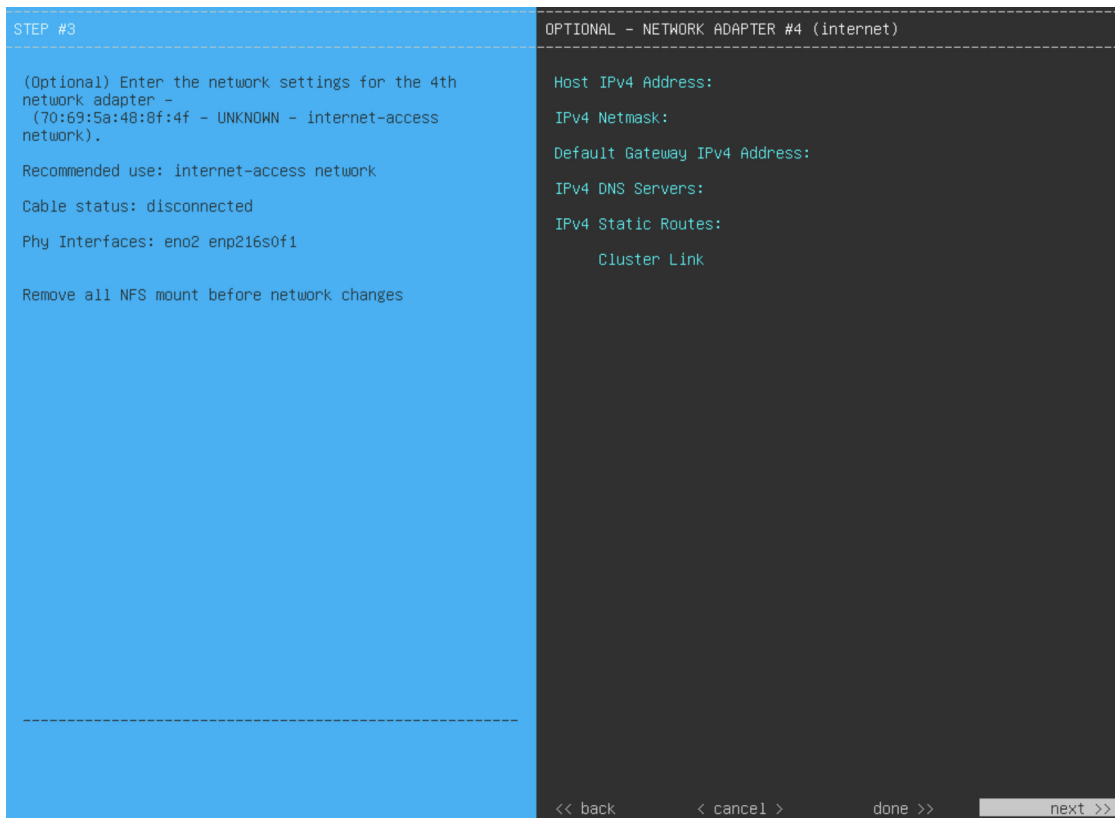 STEP #3
(Optional) Enter the network settings for the 4th
network adapter -
(70:69:5a:48:8f:4f - UNKNOWN - internet-access
network).
Recommended use: internet-access network
Cable status: disconnected
Phy Interfaces: eno2 enp216s0f1
Remove all NFS mount before network changes
OPTIONAL - NETWORK ADAPTER #4 (internet)
Host IPv4 Address:
IPv4 Netmask:
Default Gateway IPv4 Address:
IPv4 DNS Servers:
IPv4 Static Routes:
Cluster Link
<< back < cancel > done >> next >>